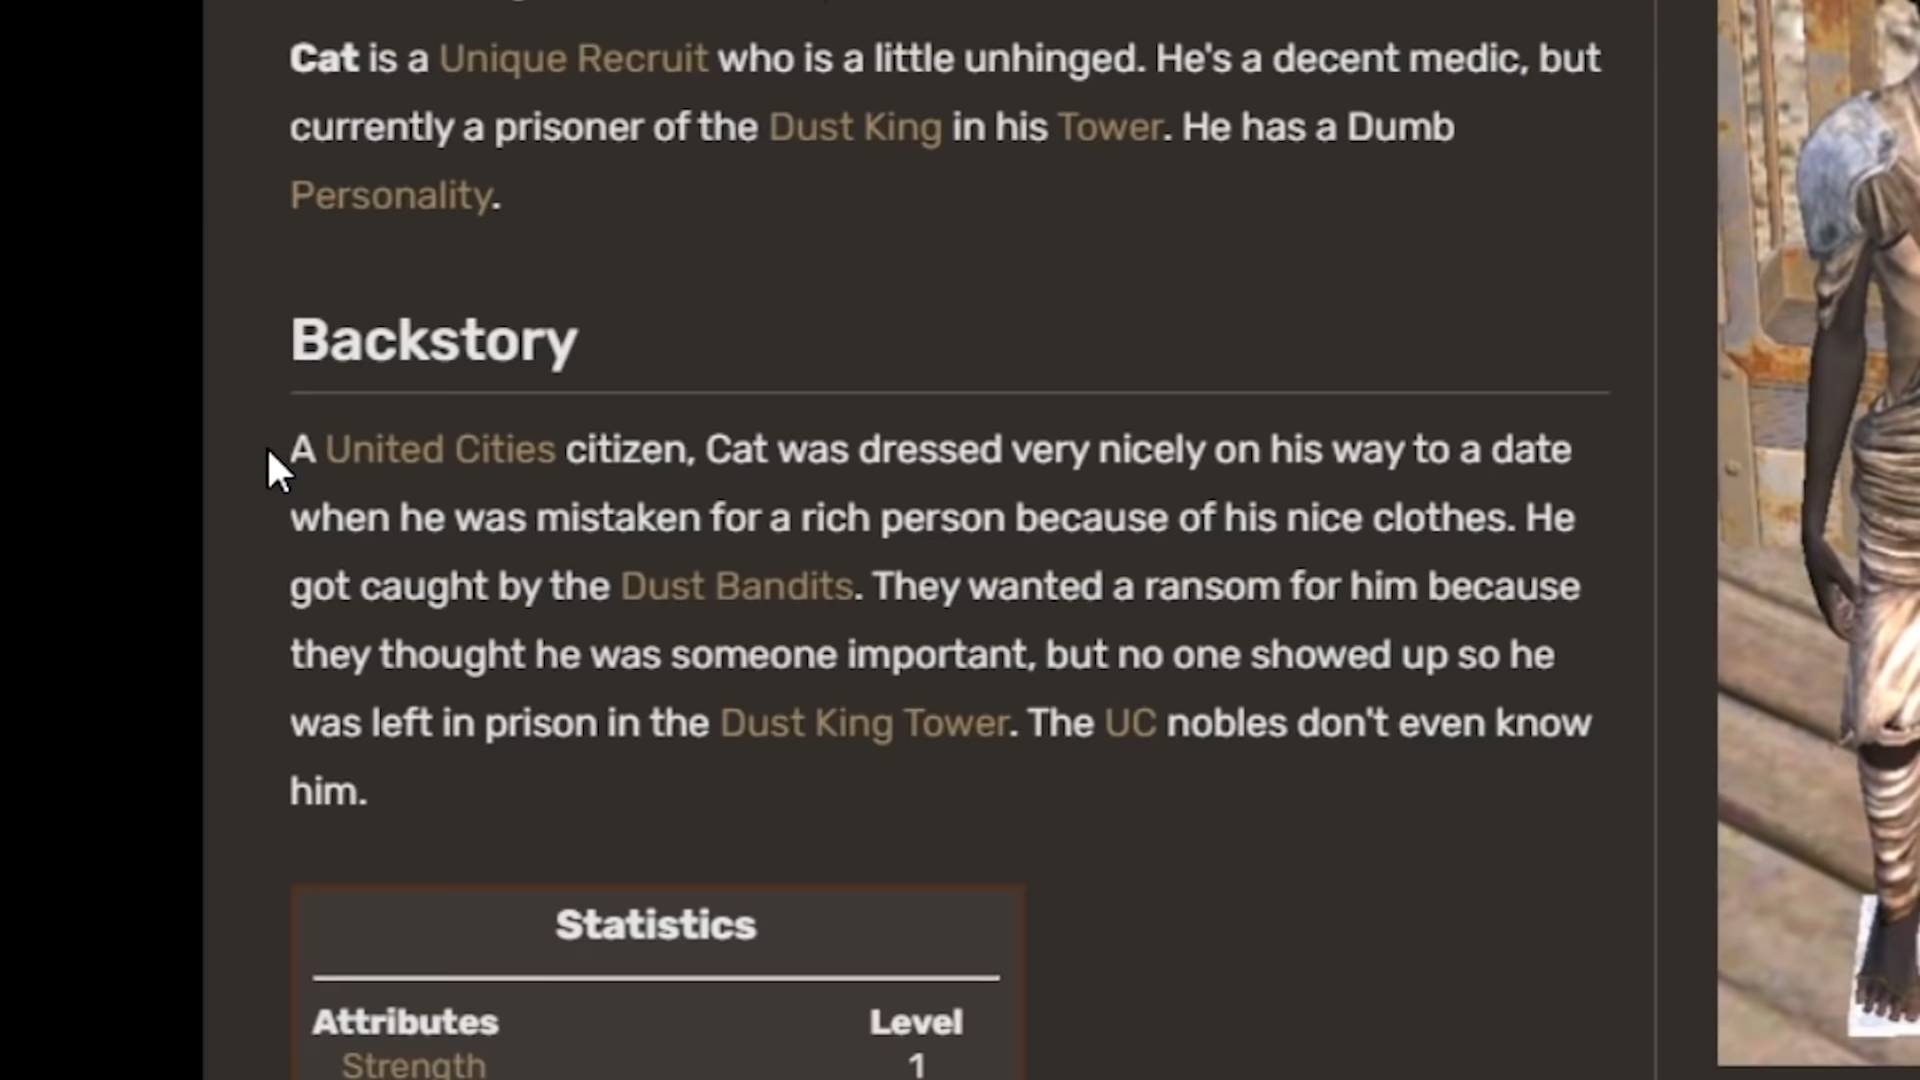 Cat is a Unique Recruit who is a little unhinged. He's a decent medic, but
currently a prisoner of the Dust King in his Tower. He has a Dumb
Personality.
Backstory
A United Cities citizen, Cat was dressed very nicely on his way to a date
when he was mistaken for a rich person because of his nice clothes. He
got caught by the Dust Bandits. They wanted a ransom for him because
they thought he was someone important, but no one showed up so he
was left in prison in the Dust King Tower. The UC nobles don't even know
him.
Statistics
Attributes Level
Strength 1